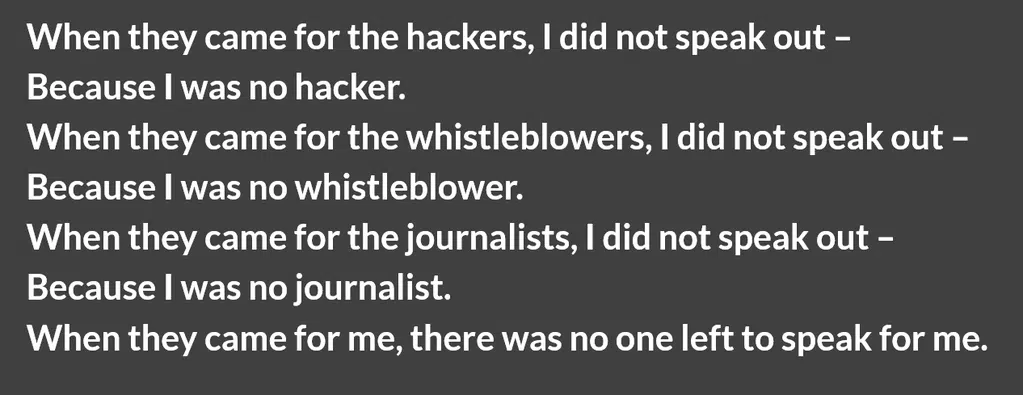 When they came for the hackers, I did not speak out –
Because I was no hacker.
When they came for the whistleblowers, I did not speak out –
Because I was no whistleblower.
When they came for the journalists, I did not speak out –
Because I was no journalist.
When they came for me, there was no one left to speak for me.